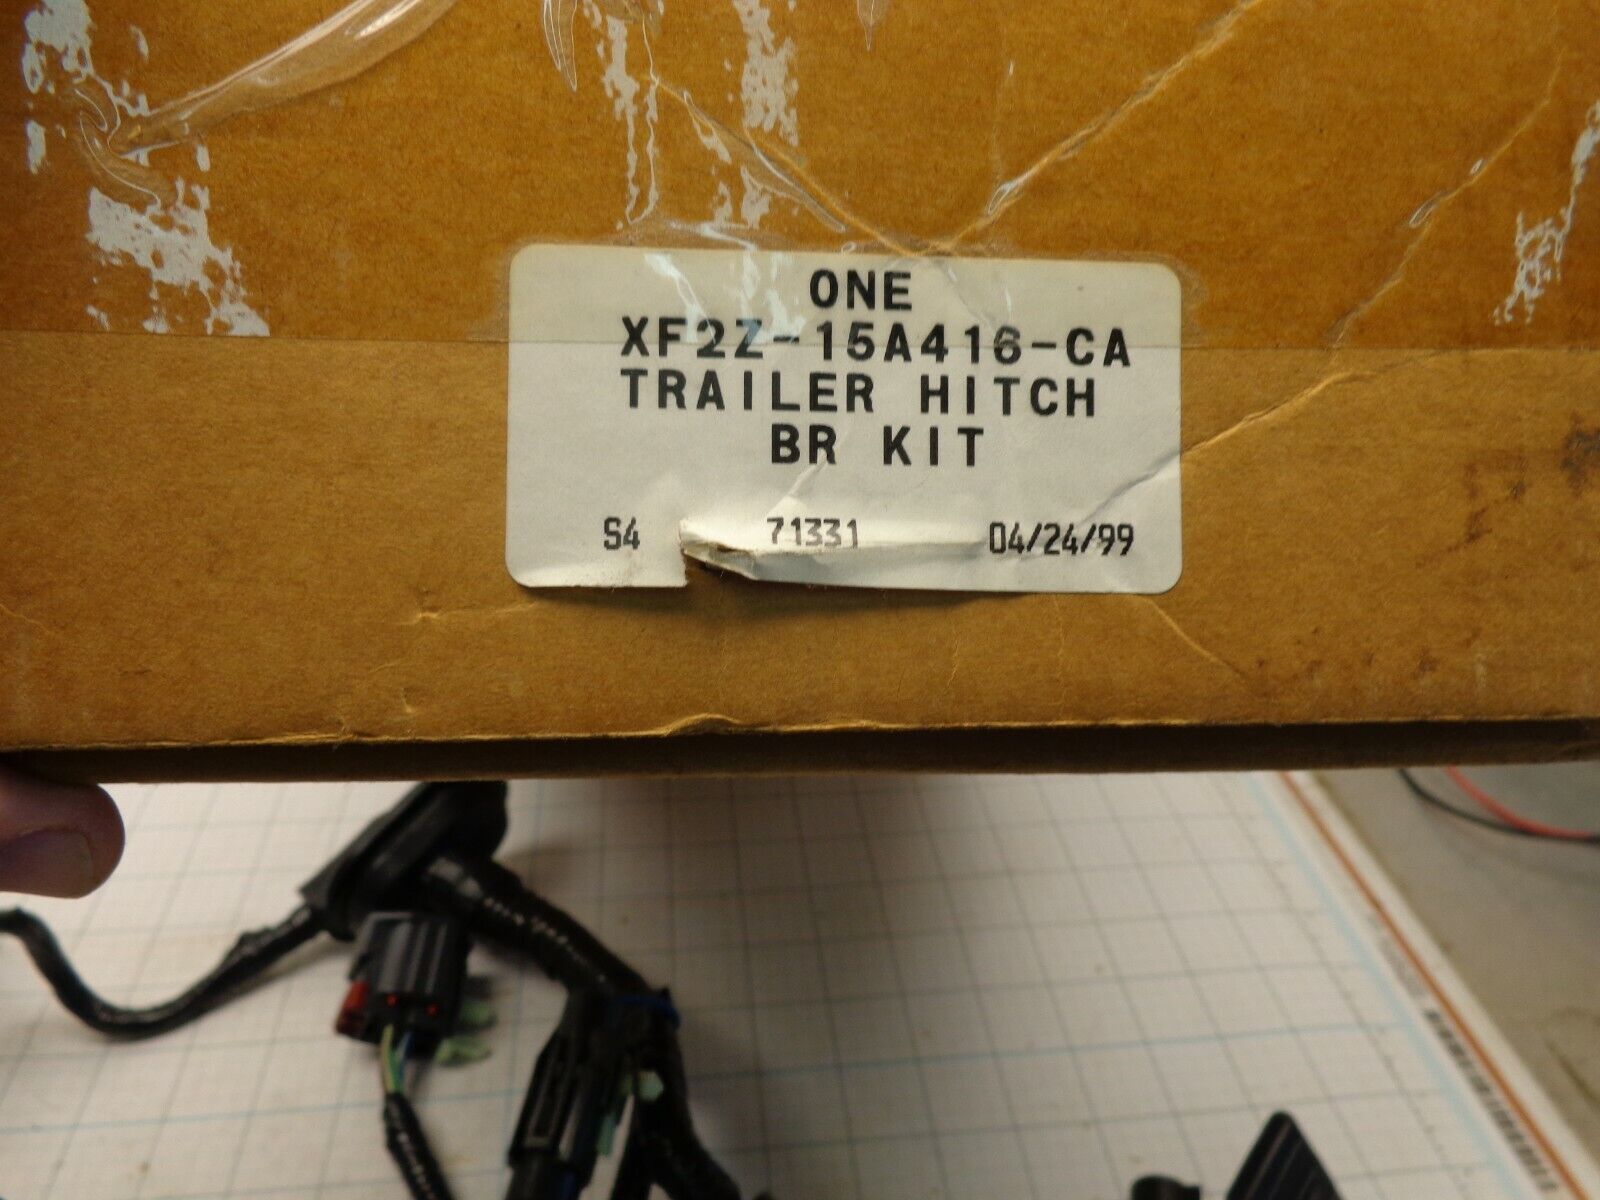 ONE
XF2Z-15A416-CA
TRAILER HITCH
BR KIT
S4 71331 04/24/99